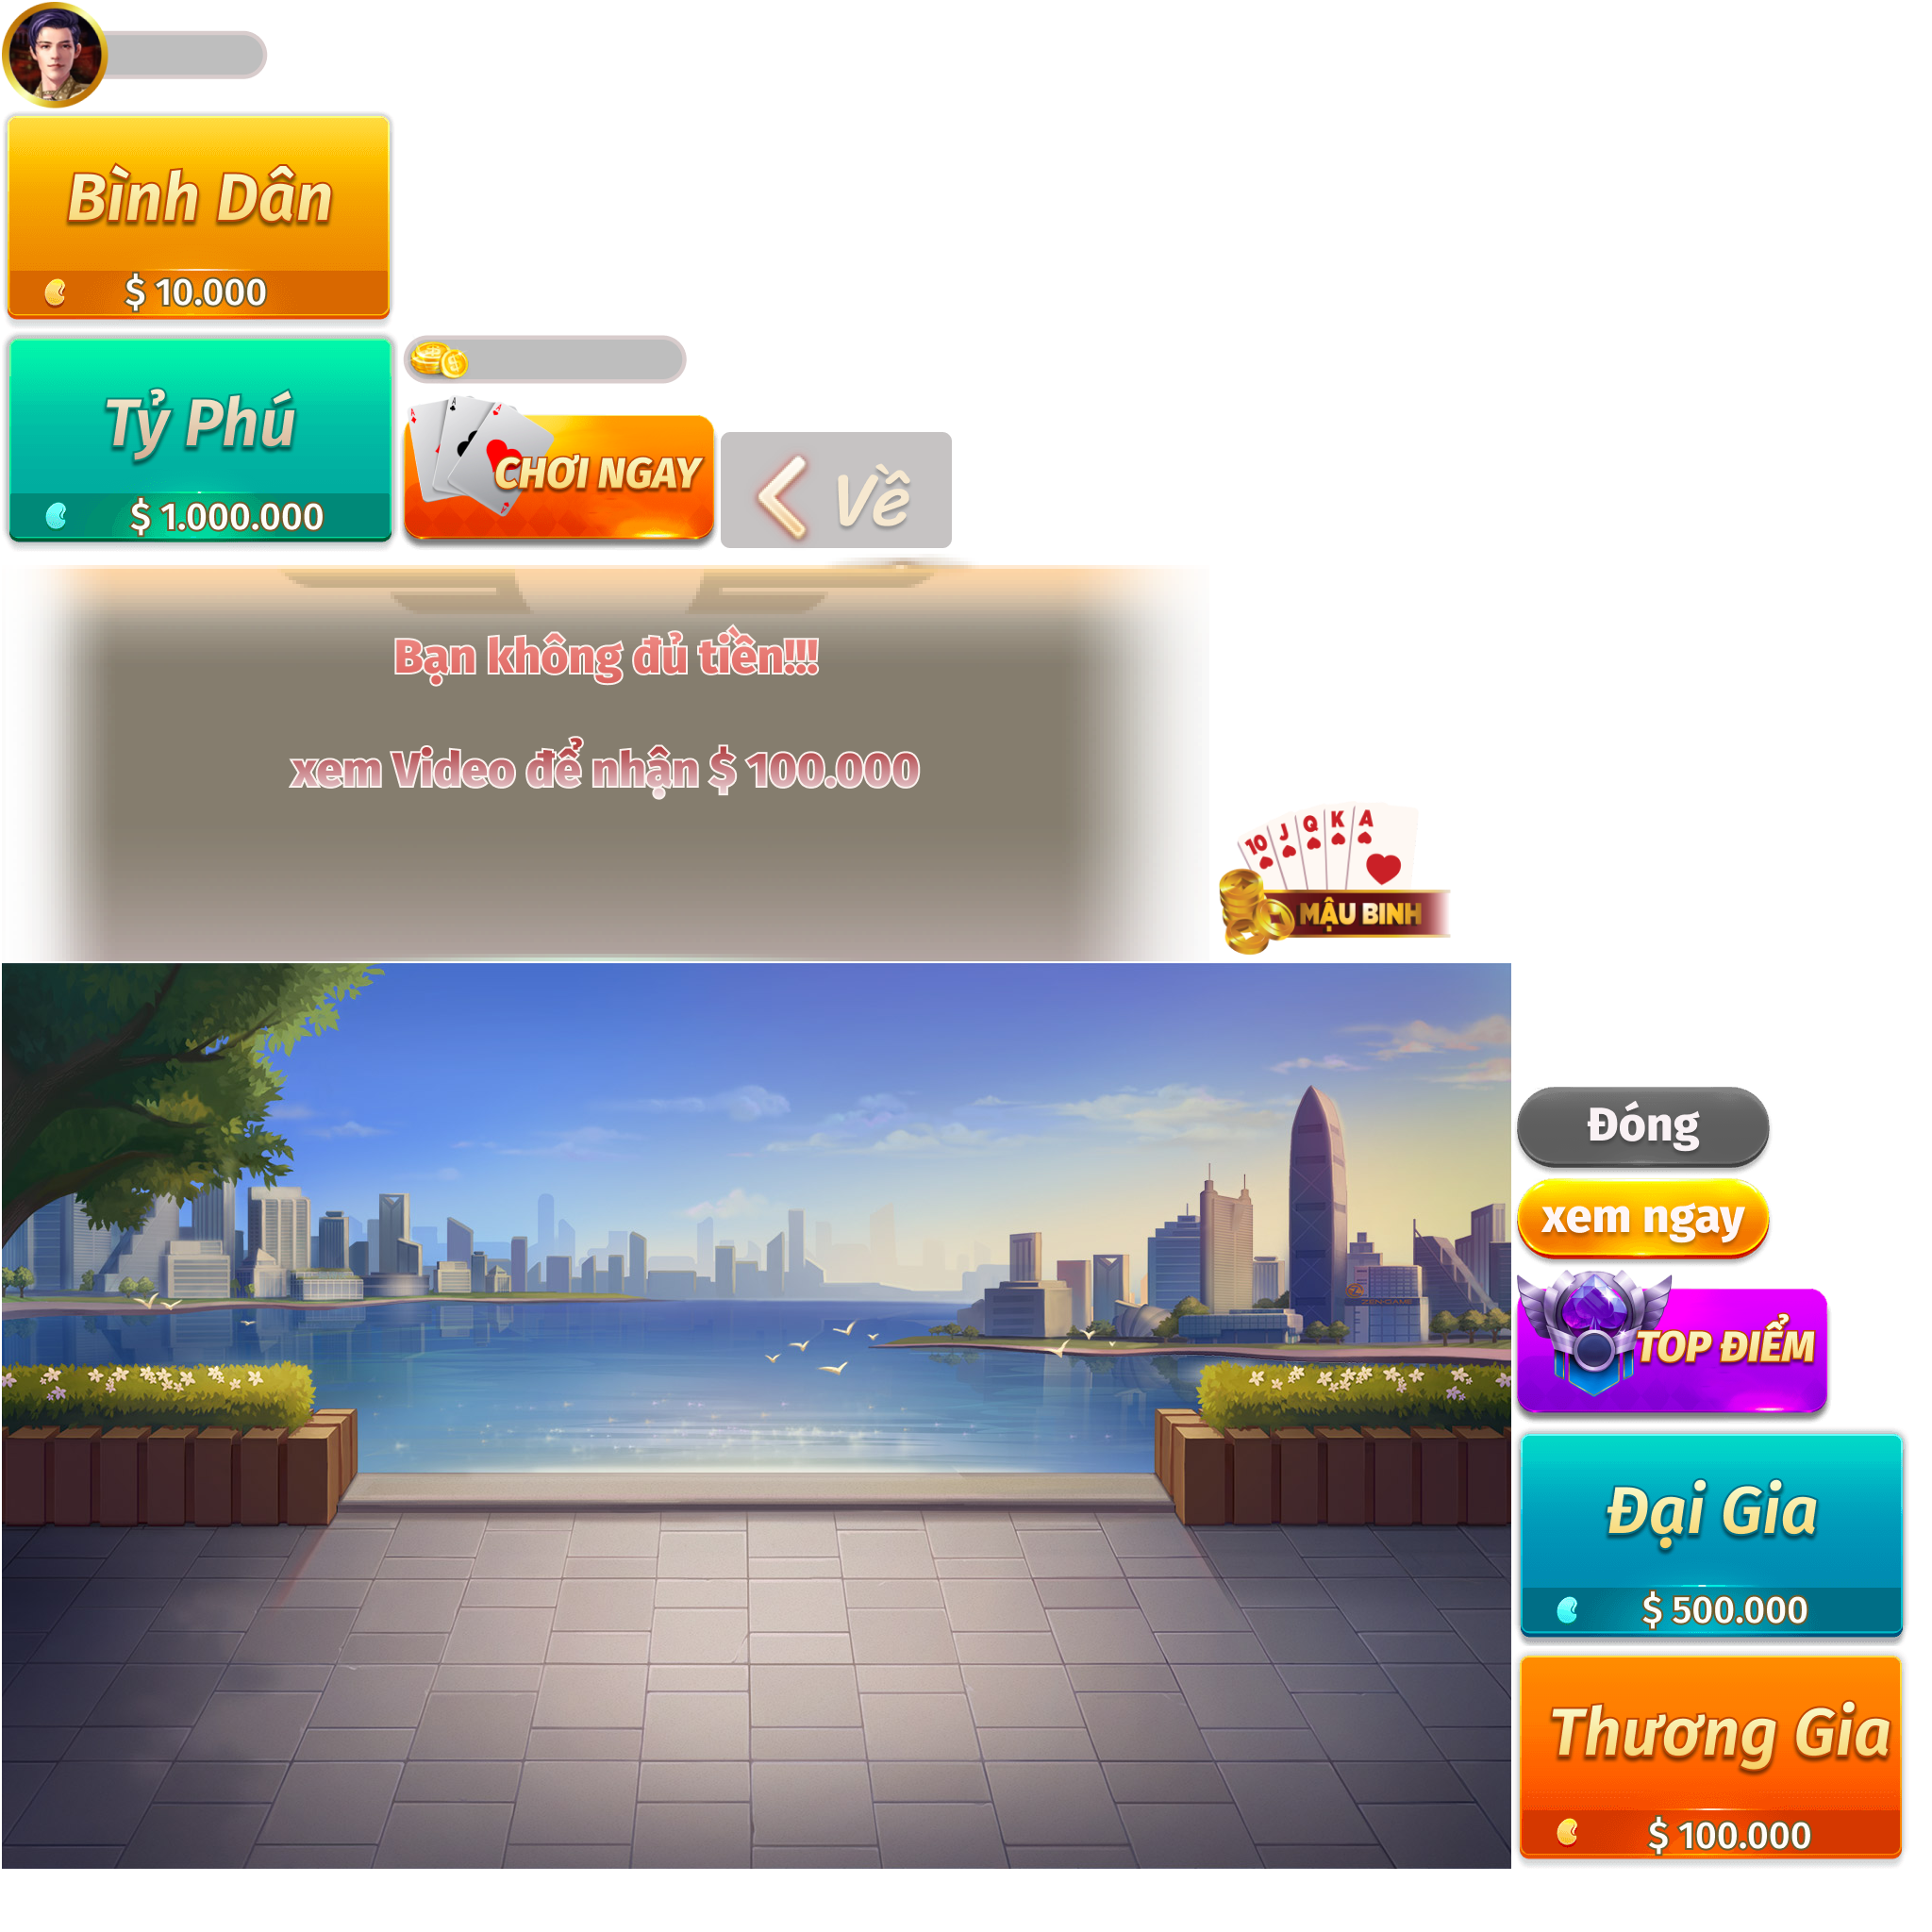 Bình Dân
$ 10.000
Tỷ Phú
$ 1.000.000
CHƠI NGAY
Về
Bạn không đủ tiền!!!
xem Video để nhận $ 100.000
10 J Q K A
MẬU BINH
ZENGAME
Đóng
xem ngay
TOP ĐIỂM
Đại Gia
$ 500.000
Thương Gia
$ 100.000